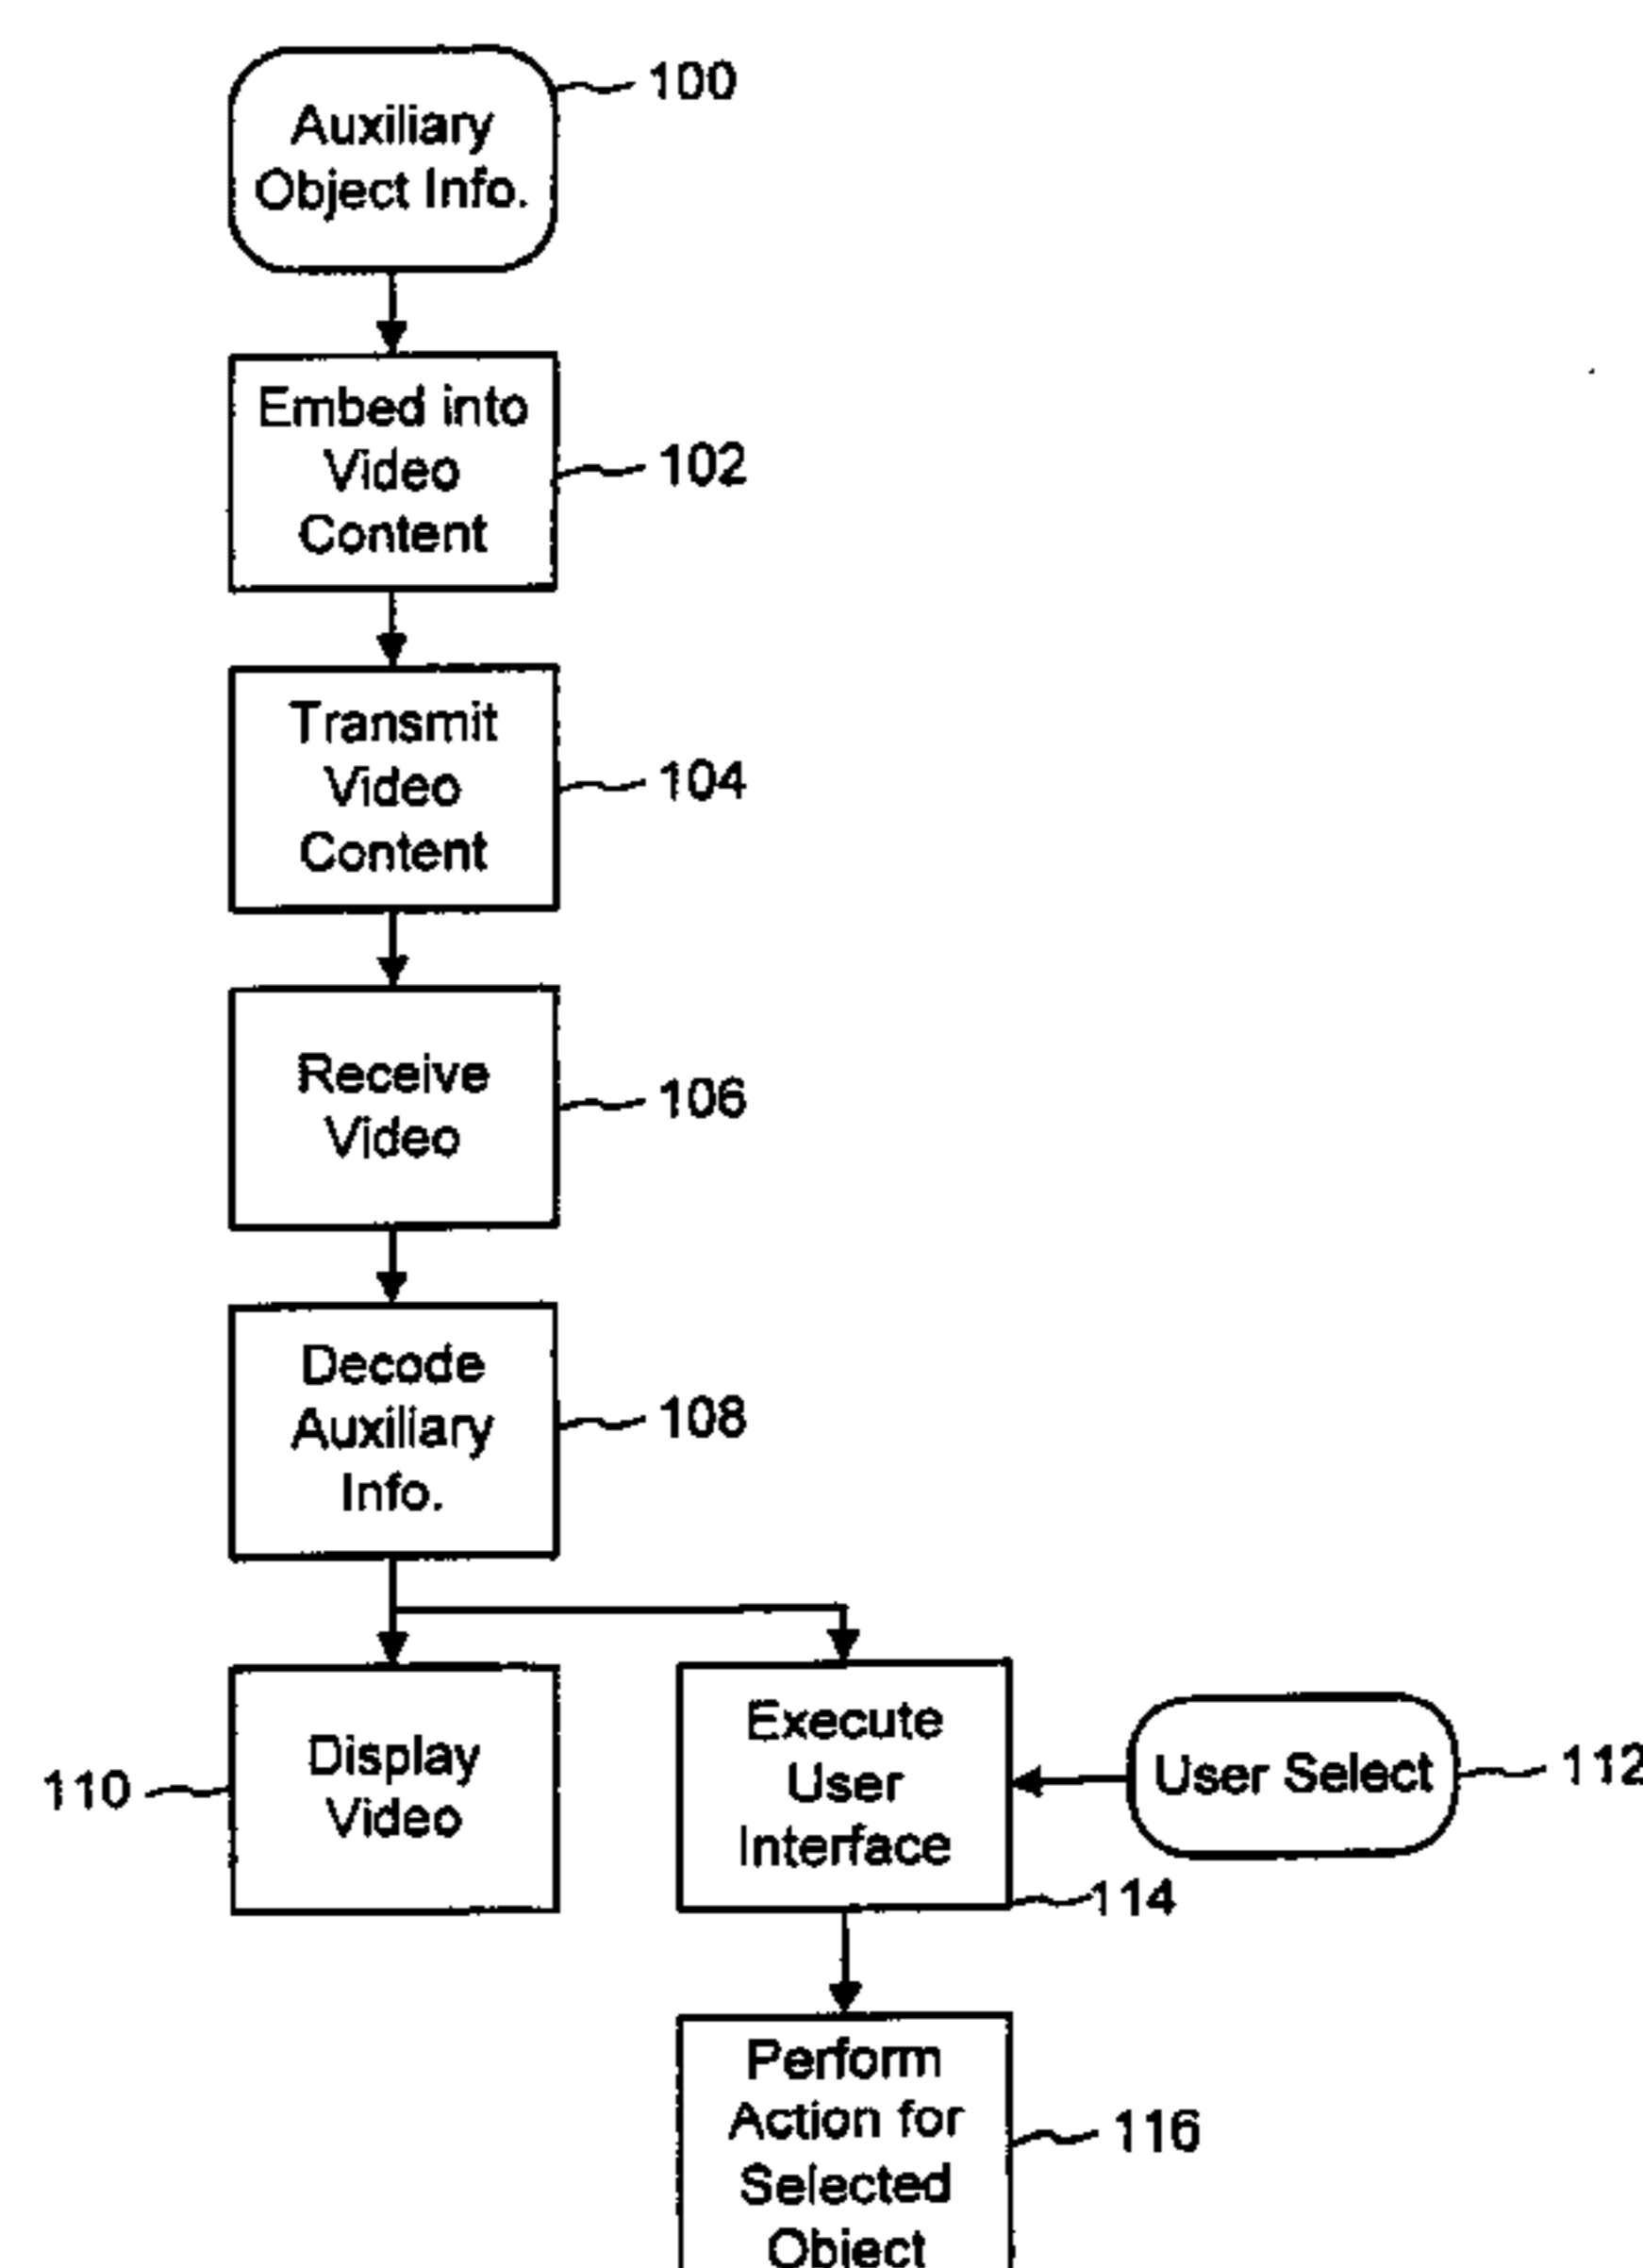 Auxiliary
Object Info.
100
Embed into
Video
Content
102
Transmit
Video
Content
104
Receive
Video
106
Decode
Auxiliary
Info.
108
Display
Video
110
Execute
User
Interface
114
User Select
112
Perform
Action for
Selected
Object
116